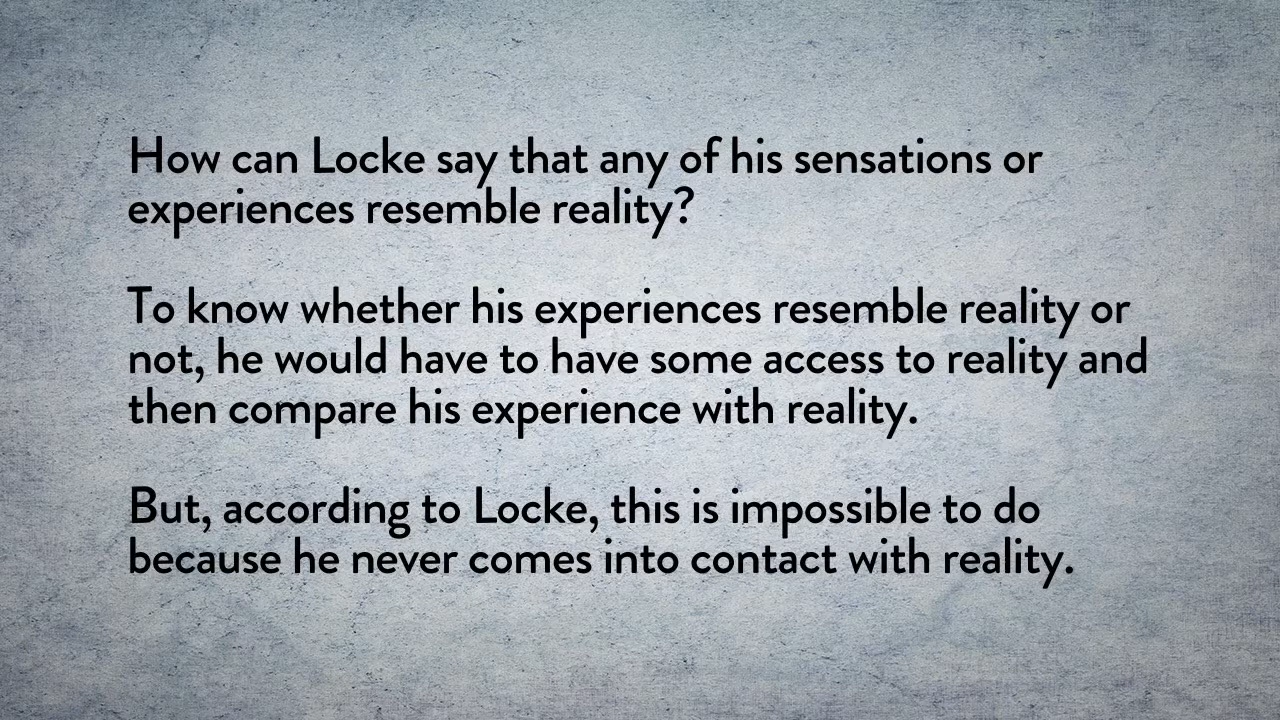 How can Locke say that any of his sensations or
experiences resemble reality?
To know whether his experiences resemble reality or
not, he would have to have some access to reality and
then compare his experience with reality.
But, according to Locke, this is impossible to do
because he never comes into contact with reality.